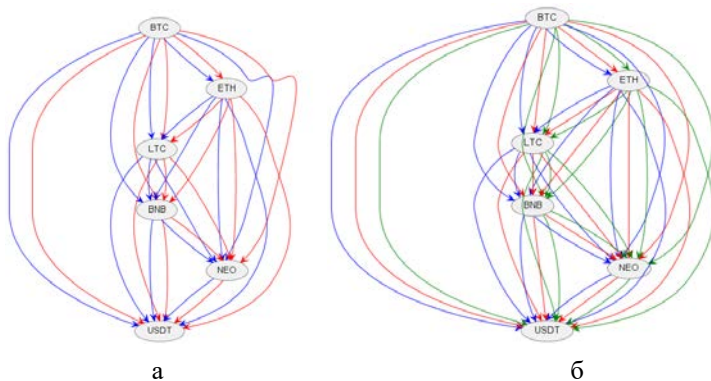 BTC
BTC
ETH
ETH
LTC
LTC
BNB
BNB
NEO
NEO
USDT
USDT
а
б